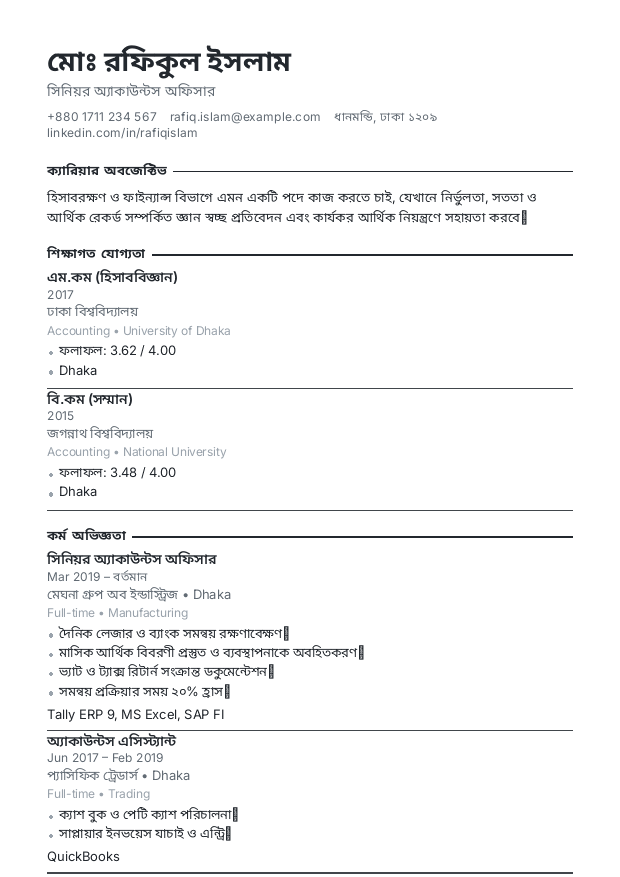 মোঃ রফিকুল ইসলাম
সিনিয়র অ্যাকাউন্টস অফিসার
+880 1711 234 567 rafiq.islam@example.com ধানমন্ডি, ঢাকা ১২০৯
linkedin.com/in/rafiqislam
ক্যারিয়ার অবজেক্টিভ
হিসাবরক্ষণ ও ফাইন্যান্স বিভাগে এমন একটি পদে কাজ করতে চাই, যেখানে নির্ভুলতা, সততা ও
আর্থিক রেকর্ড সম্পর্কিত জ্ঞান স্বচ্ছ প্রতিবেদন এবং কার্যকর আর্থিক নিয়ন্ত্রণে সহায়তা করবে
শিক্ষাগত যোগ্যতা
এম.কম (হিসাববিজ্ঞান)
2017
ঢাকা বিশ্ববিদ্যালয়
Accounting • University of Dhaka
• ফলাফল: 3.62 / 4.00
• Dhaka
বি.কম (সম্মান)
2015
জগন্নাথ বিশ্ববিদ্যালয়
Accounting • National University
• ফলাফল: 3.48 / 4.00
• Dhaka
কর্ম অভিজ্ঞতা
সিনিয়র অ্যাকাউন্টস অফিসার
Mar 2019 – বর্তমান
মেঘনা গ্রুপ অব ইন্ডাস্ট্রিজ • Dhaka
Full-time • Manufacturing
• দৈনিক লেজার ও ব্যাংক সমন্বয় রক্ষণাবেক্ষণ
• মাসিক আর্থিক বিবরণী প্রস্তুত ও ব্যবস্থাপনাকে অবহিতকরণ
• ভ্যাট ও ট্যাক্স রিটার্ন সংক্রান্ত ডকুমেন্টেশন
• সমন্বয় প্রক্রিয়ার সময় ২০% হ্রাস
Tally ERP 9, MS Excel, SAP FI
অ্যাকাউন্টস এসিস্ট্যান্ট
Jun 2017 – Feb 2019
প্যাসিফিক ট্রেডার্স • Dhaka
Full-time • Trading
• ক্যাশ বুক ও পেটি ক্যাশ পরিচালনা
• সাপ্লায়ার ইনভয়েস যাচাই ও এন্ট্রি
QuickBooks